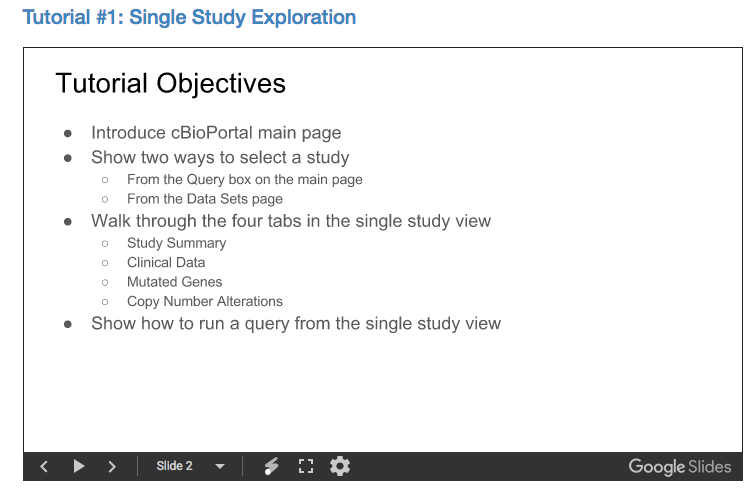 Tutorial #1: Single Study Exploration
Tutorial Objectives
● Introduce cBioPortal main page
● Show two ways to select a study
○ From the Query box on the main page
○ From the Data Sets page
● Walk through the four tabs in the single study view
○ Study Summary
○ Clinical Data
○ Mutated Genes
○ Copy Number Alterations
● Show how to run a query from the single study view
Slide 2
Google Slides